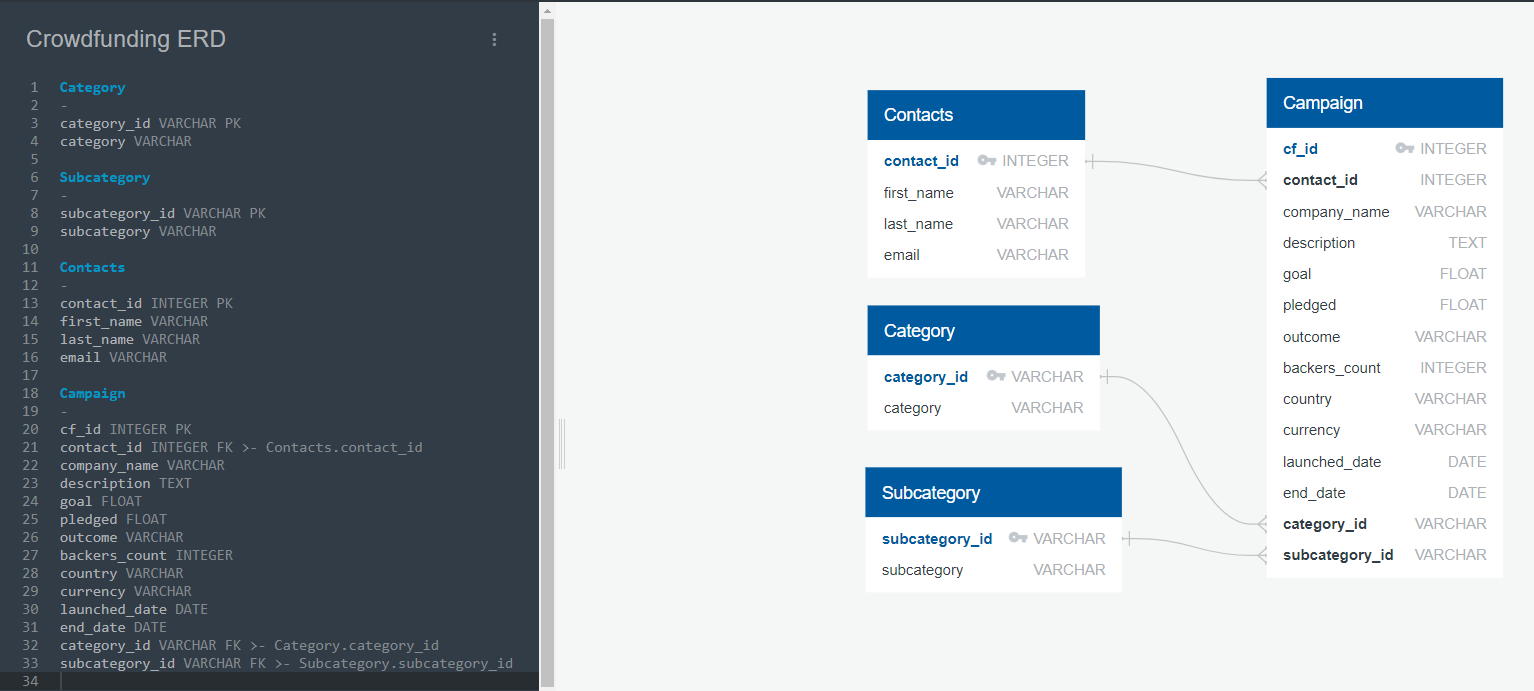 Crowdfunding ERD
1 Category
2 -
3 category_id VARCHAR PK
4 category VARCHAR
5
6 Subcategory
7 -
8 subcategory_id VARCHAR PK
9 subcategory VARCHAR
10
11 Contacts
12 -
13 contact_id INTEGER PK
14 first_name VARCHAR
15 last_name VARCHAR
16 email VARCHAR
17
18 Campaign
19 -
20 cf_id INTEGER PK
21 contact_id INTEGER FK >- Contacts.contact_id
22 company_name VARCHAR
23 description TEXT
24 goal FLOAT
25 pledged FLOAT
26 outcome VARCHAR
27 backers_count INTEGER
28 country VARCHAR
29 currency VARCHAR
30 launched_date DATE
31 end_date DATE
32 category_id VARCHAR FK >- Category.category_id
33 subcategory_id VARCHAR FK >- Subcategory.subcategory_id
34
Contacts
contact_id INTEGER
first_name VARCHAR
last_name VARCHAR
email VARCHAR
Category
category_id VARCHAR
category VARCHAR
Subcategory
subcategory_id VARCHAR
subcategory VARCHAR
Campaign
cf_id INTEGER
contact_id INTEGER
company_name VARCHAR
description TEXT
goal FLOAT
pledged FLOAT
outcome VARCHAR
backers_count INTEGER
country VARCHAR
currency VARCHAR
launched_date DATE
end_date DATE
category_id VARCHAR
subcategory_id VARCHAR